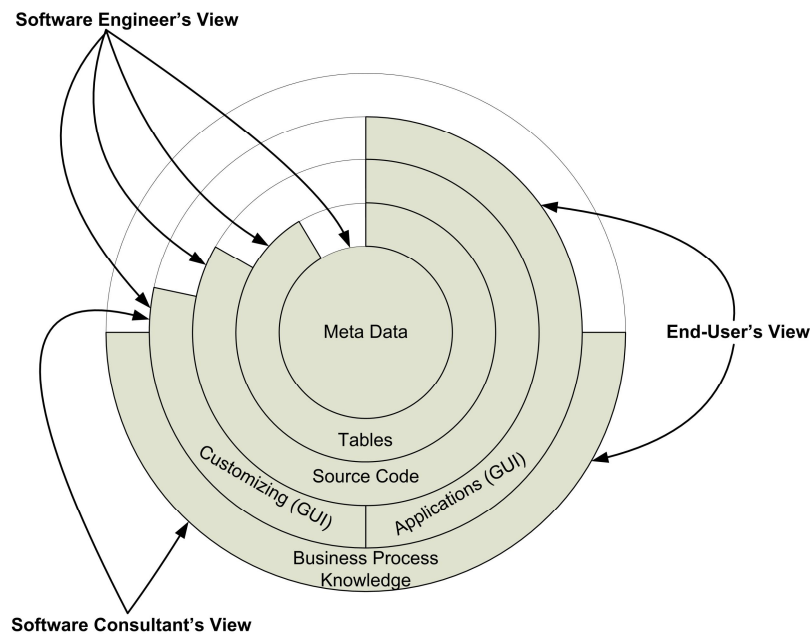 Software Engineer's View
Meta Data
End-User's View
Tables
Source Code
Customizing (GUI)
Applications (GUI)
Business Process
Knowledge
Software Consultant's View